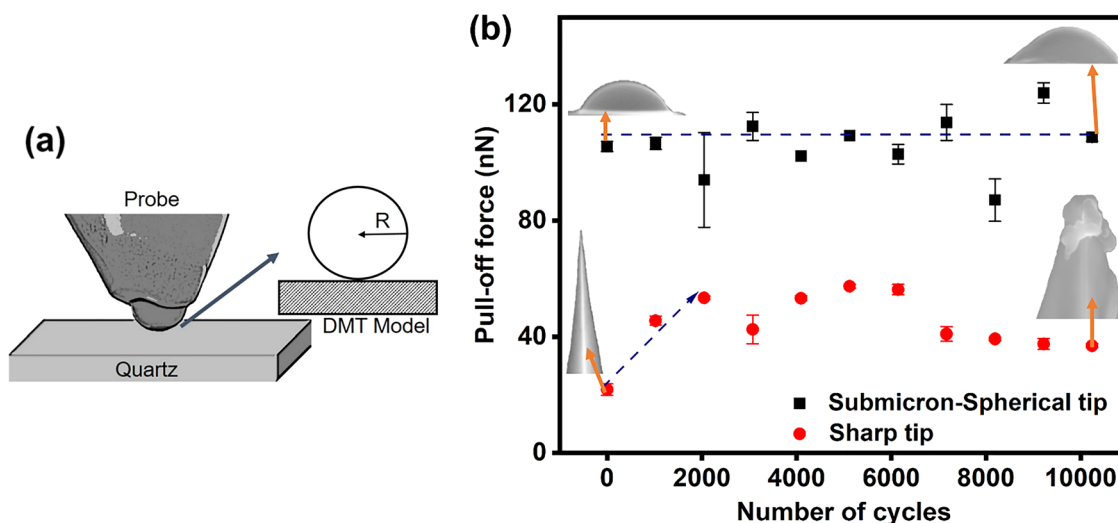 (a)
Probe
R
DMT Model
Quartz
(b)
Pull-off force (nN)
120
80
40
0
Submicron-Spherical tip
Sharp tip
0 2000 4000 6000 8000 10000
Number of cycles